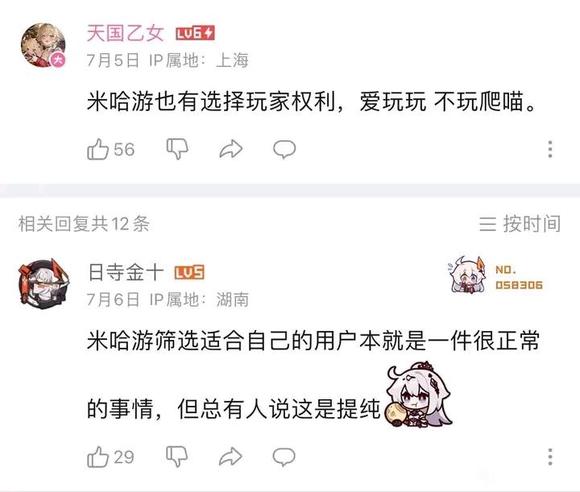 天国乙女 LV6
7月5日 IP属地：上海
大
米哈游也有选择玩家权利，爱玩玩 不玩爬喵。
56
相关回复共12条 按时间
日寺金十 LV5
NO.
058306
7月6日 IP属地：湖南
米哈游筛选适合自己的用户本就是一件很正常
的事情，但总有人说这是提纯
29